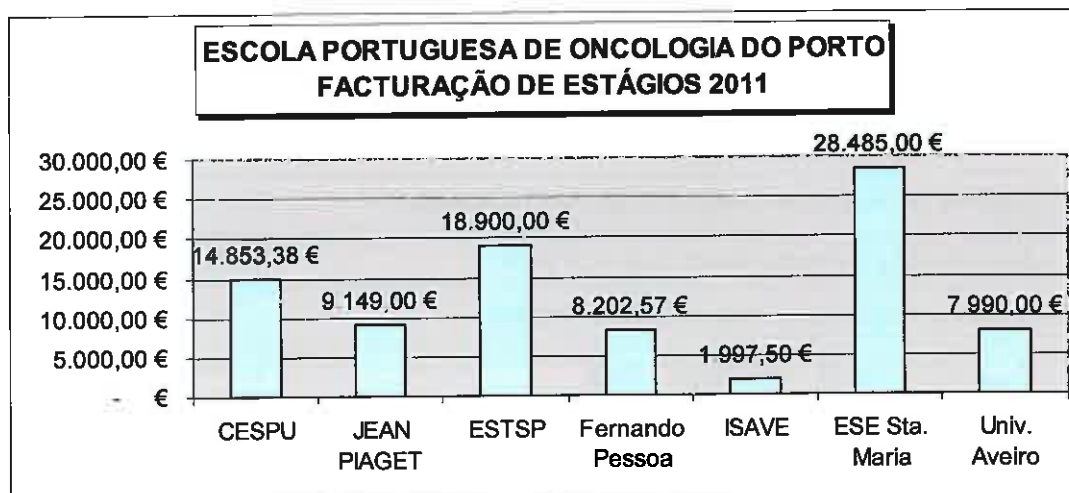 ESCOLA PORTUGUESA DE ONCOLOGIA DO PORTO
FACTURAÇÃO DE ESTÁGIOS 2011
30.000,00 €
25.000,00 €
20.000,00 €
15.000,00 €
10.000,00 €
5.000,00 €
- €
14.853,38 €
9.149,00 €
18.900,00 €
8.202,57 €
1.997,50 €
28.485,00 €
7.990,00 €
CESPU
JEAN
PIAGET
ESTSP
Fernando
Pessoa
ISAVE
ESE Sta.
Maria
Univ.
Aveiro